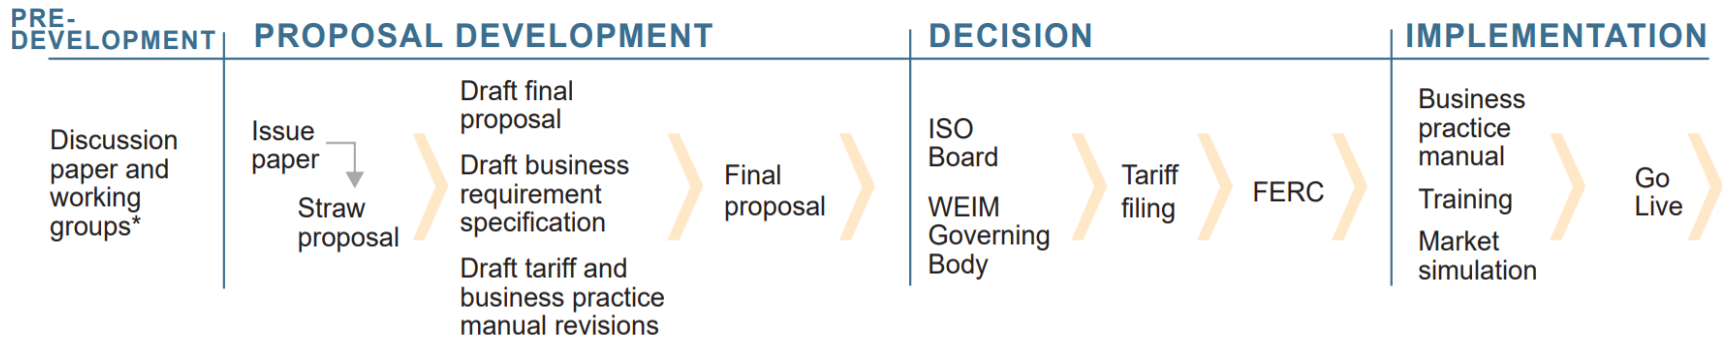 PRE-
DEVELOPMENT
PROPOSAL DEVELOPMENT
DECISION
IMPLEMENTATION
Discussion
paper and
working
groups*
Issue
paper
Straw
proposal
Draft final
proposal
Draft business
requirement
specification
Draft tariff and
business practice
manual revisions
Final
proposal
ISO
Board
WEIM
Governing
Body
Tariff
filing
FERC
Business
practice
manual
Training
Market
simulation
Go
Live